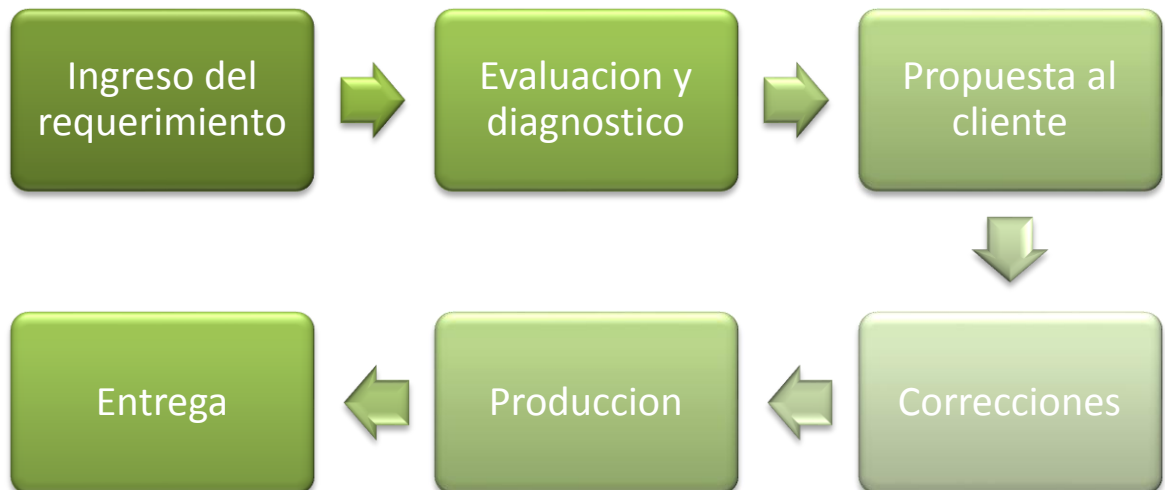 Ingreso del
requerimiento
Evaluacion y
diagnostico
Propuesta al
cliente
Correcciones
Produccion
Entrega